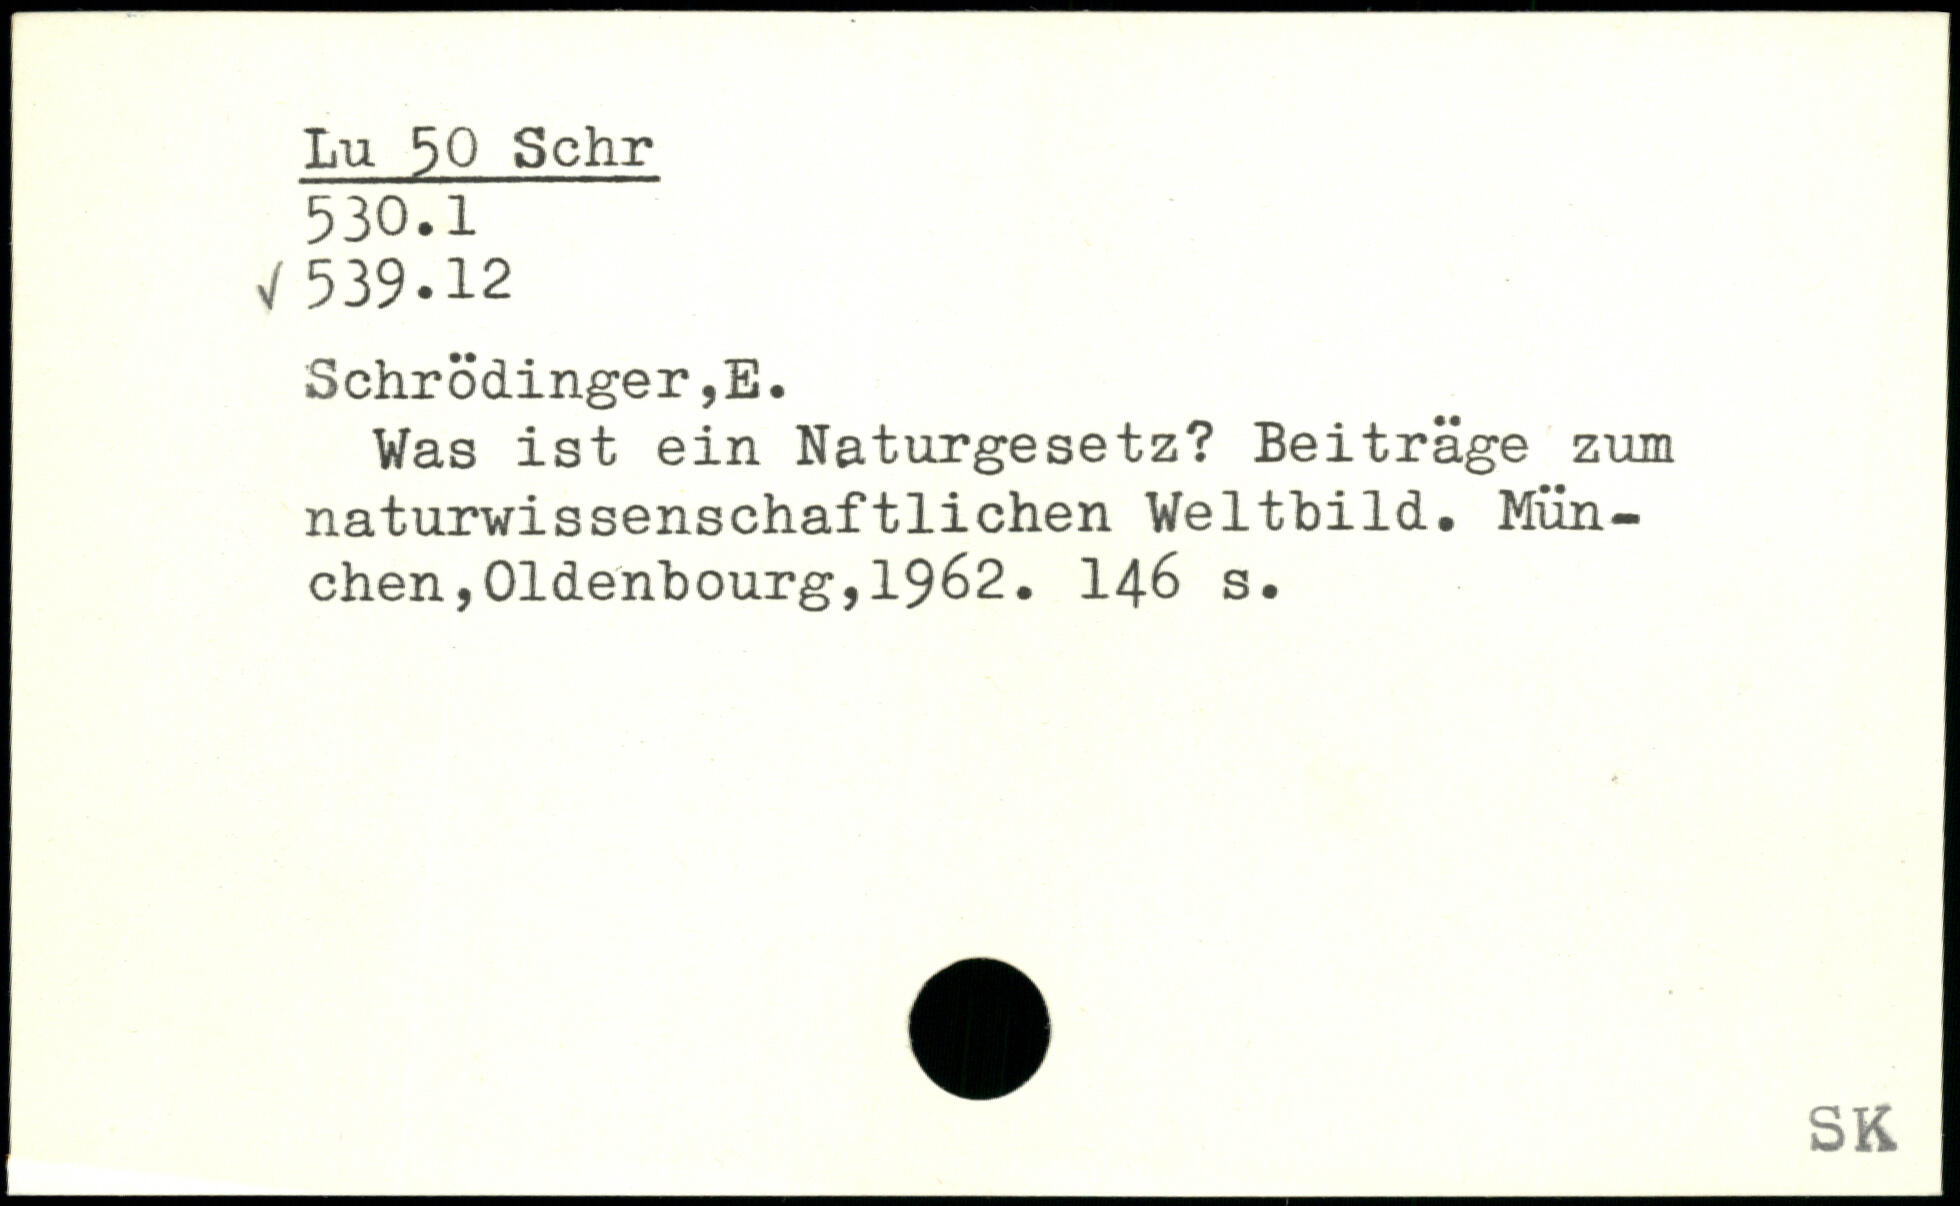 Lu 50 Schr
530.1
√ 539.12
Schrödinger,E.
Was ist ein Naturgesetz? Beiträge zum
naturwissenschaftlichen Weltbild. Mün-
chen,Oldenbourg,1962. 146 s.
SK